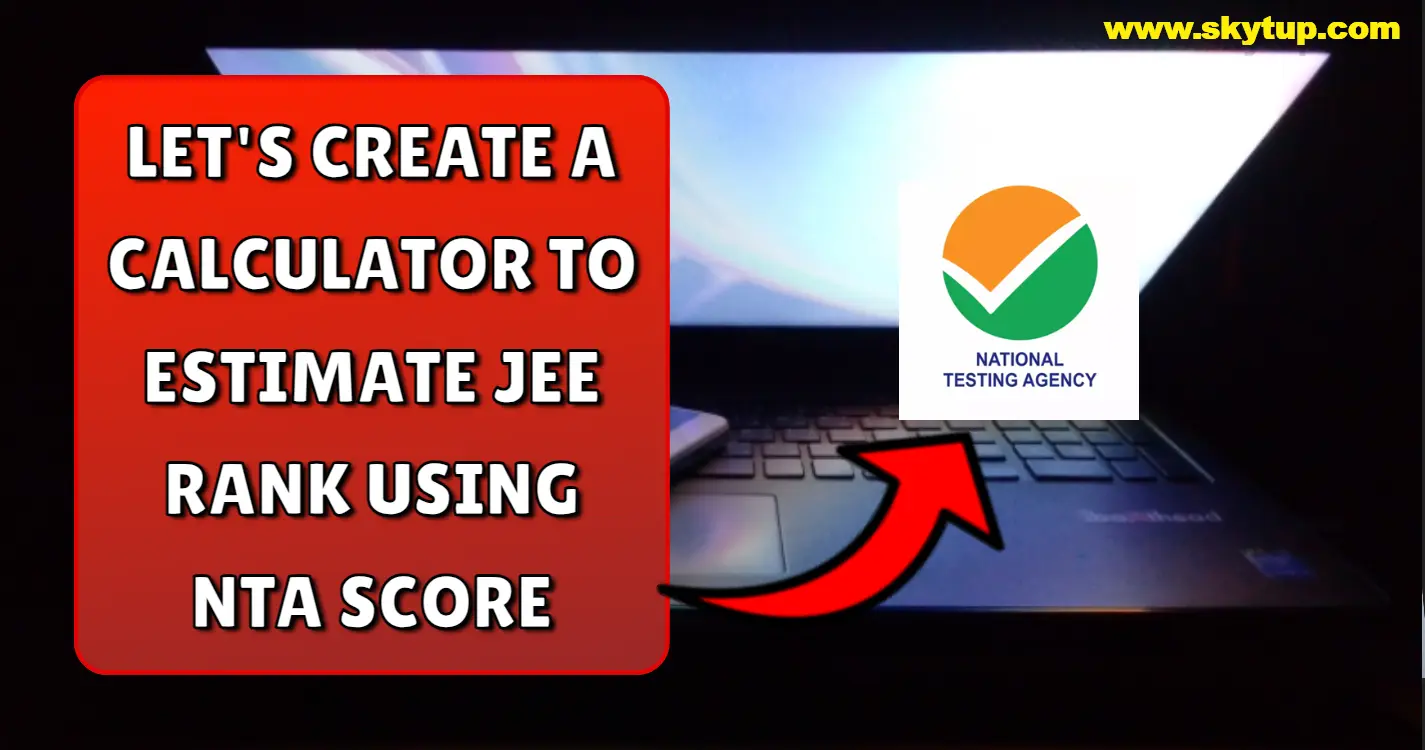 www.skytup.com
LET'S CREATE A
CALCULATOR TO
ESTIMATE JEE
RANK USING
NTA SCORE
NATIONAL
TESTING AGENCY